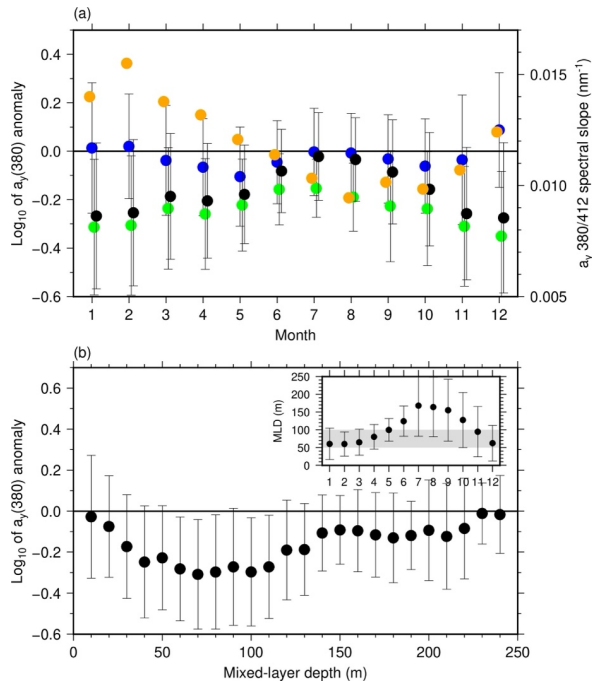 (a)
0.4
0.2
0.0
−0.2
−0.4
−0.6
Log10 of ay(380) anomaly
0.015
0.010
0.005
ay 380/412 spectral slope (nm-1)
1 2 3 4 5 6 7 8 9 10 11 12
Month
(b)
0.6
0.4
0.2
0.0
−0.2
−0.4
−0.6
Log10 of ay(380) anomaly
250
200
150
100
50
0
MLD (m)
1 2 3 4 5 6 7 8 9 10 11 12
0 50 100 150 200 250
Mixed-layer depth (m)